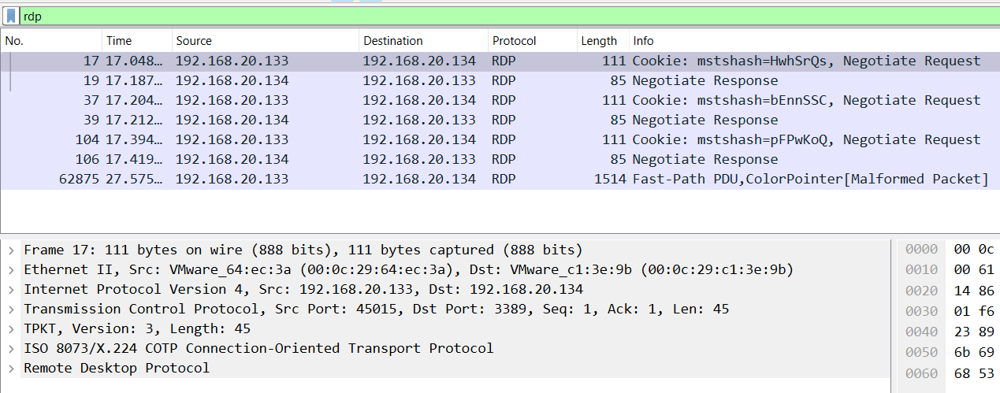 rdp
No. Time Source Destination Protocol Length Info
17 17.048… 192.168.20.133 192.168.20.134 RDP 111 Cookie: mstshash=HwhSrQs, Negotiate Request
19 17.187… 192.168.20.134 192.168.20.133 RDP 85 Negotiate Response
37 17.204… 192.168.20.133 192.168.20.134 RDP 111 Cookie: mstshash=bEnnSSC, Negotiate Request
39 17.212… 192.168.20.134 192.168.20.133 RDP 85 Negotiate Response
104 17.394… 192.168.20.133 192.168.20.134 RDP 111 Cookie: mstshash=pFPwKoQ, Negotiate Request
106 17.419… 192.168.20.134 192.168.20.133 RDP 85 Negotiate Response
62875 27.575… 192.168.20.133 192.168.20.134 RDP 1514 Fast-Path PDU,ColorPointer[Malformed Packet]
Frame 17: 111 bytes on wire (888 bits), 111 bytes captured (888 bits)
Ethernet II, Src: VMware_64:ec:3a (00:0c:29:64:ec:3a), Dst: VMware_c1:3e:9b (00:0c:29:c1:3e:9b)
Internet Protocol Version 4, Src: 192.168.20.133, Dst: 192.168.20.134
Transmission Control Protocol, Src Port: 45015, Dst Port: 3389, Seq: 1, Ack: 1, Len: 45
TPKT, Version: 3, Length: 45
ISO 8073/X.224 COTP Connection-Oriented Transport Protocol
Remote Desktop Protocol
0000 00 0c
0010 00 61
0020 14 86
0030 01 f6
0040 23 89
0050 6b 69
0060 68 53